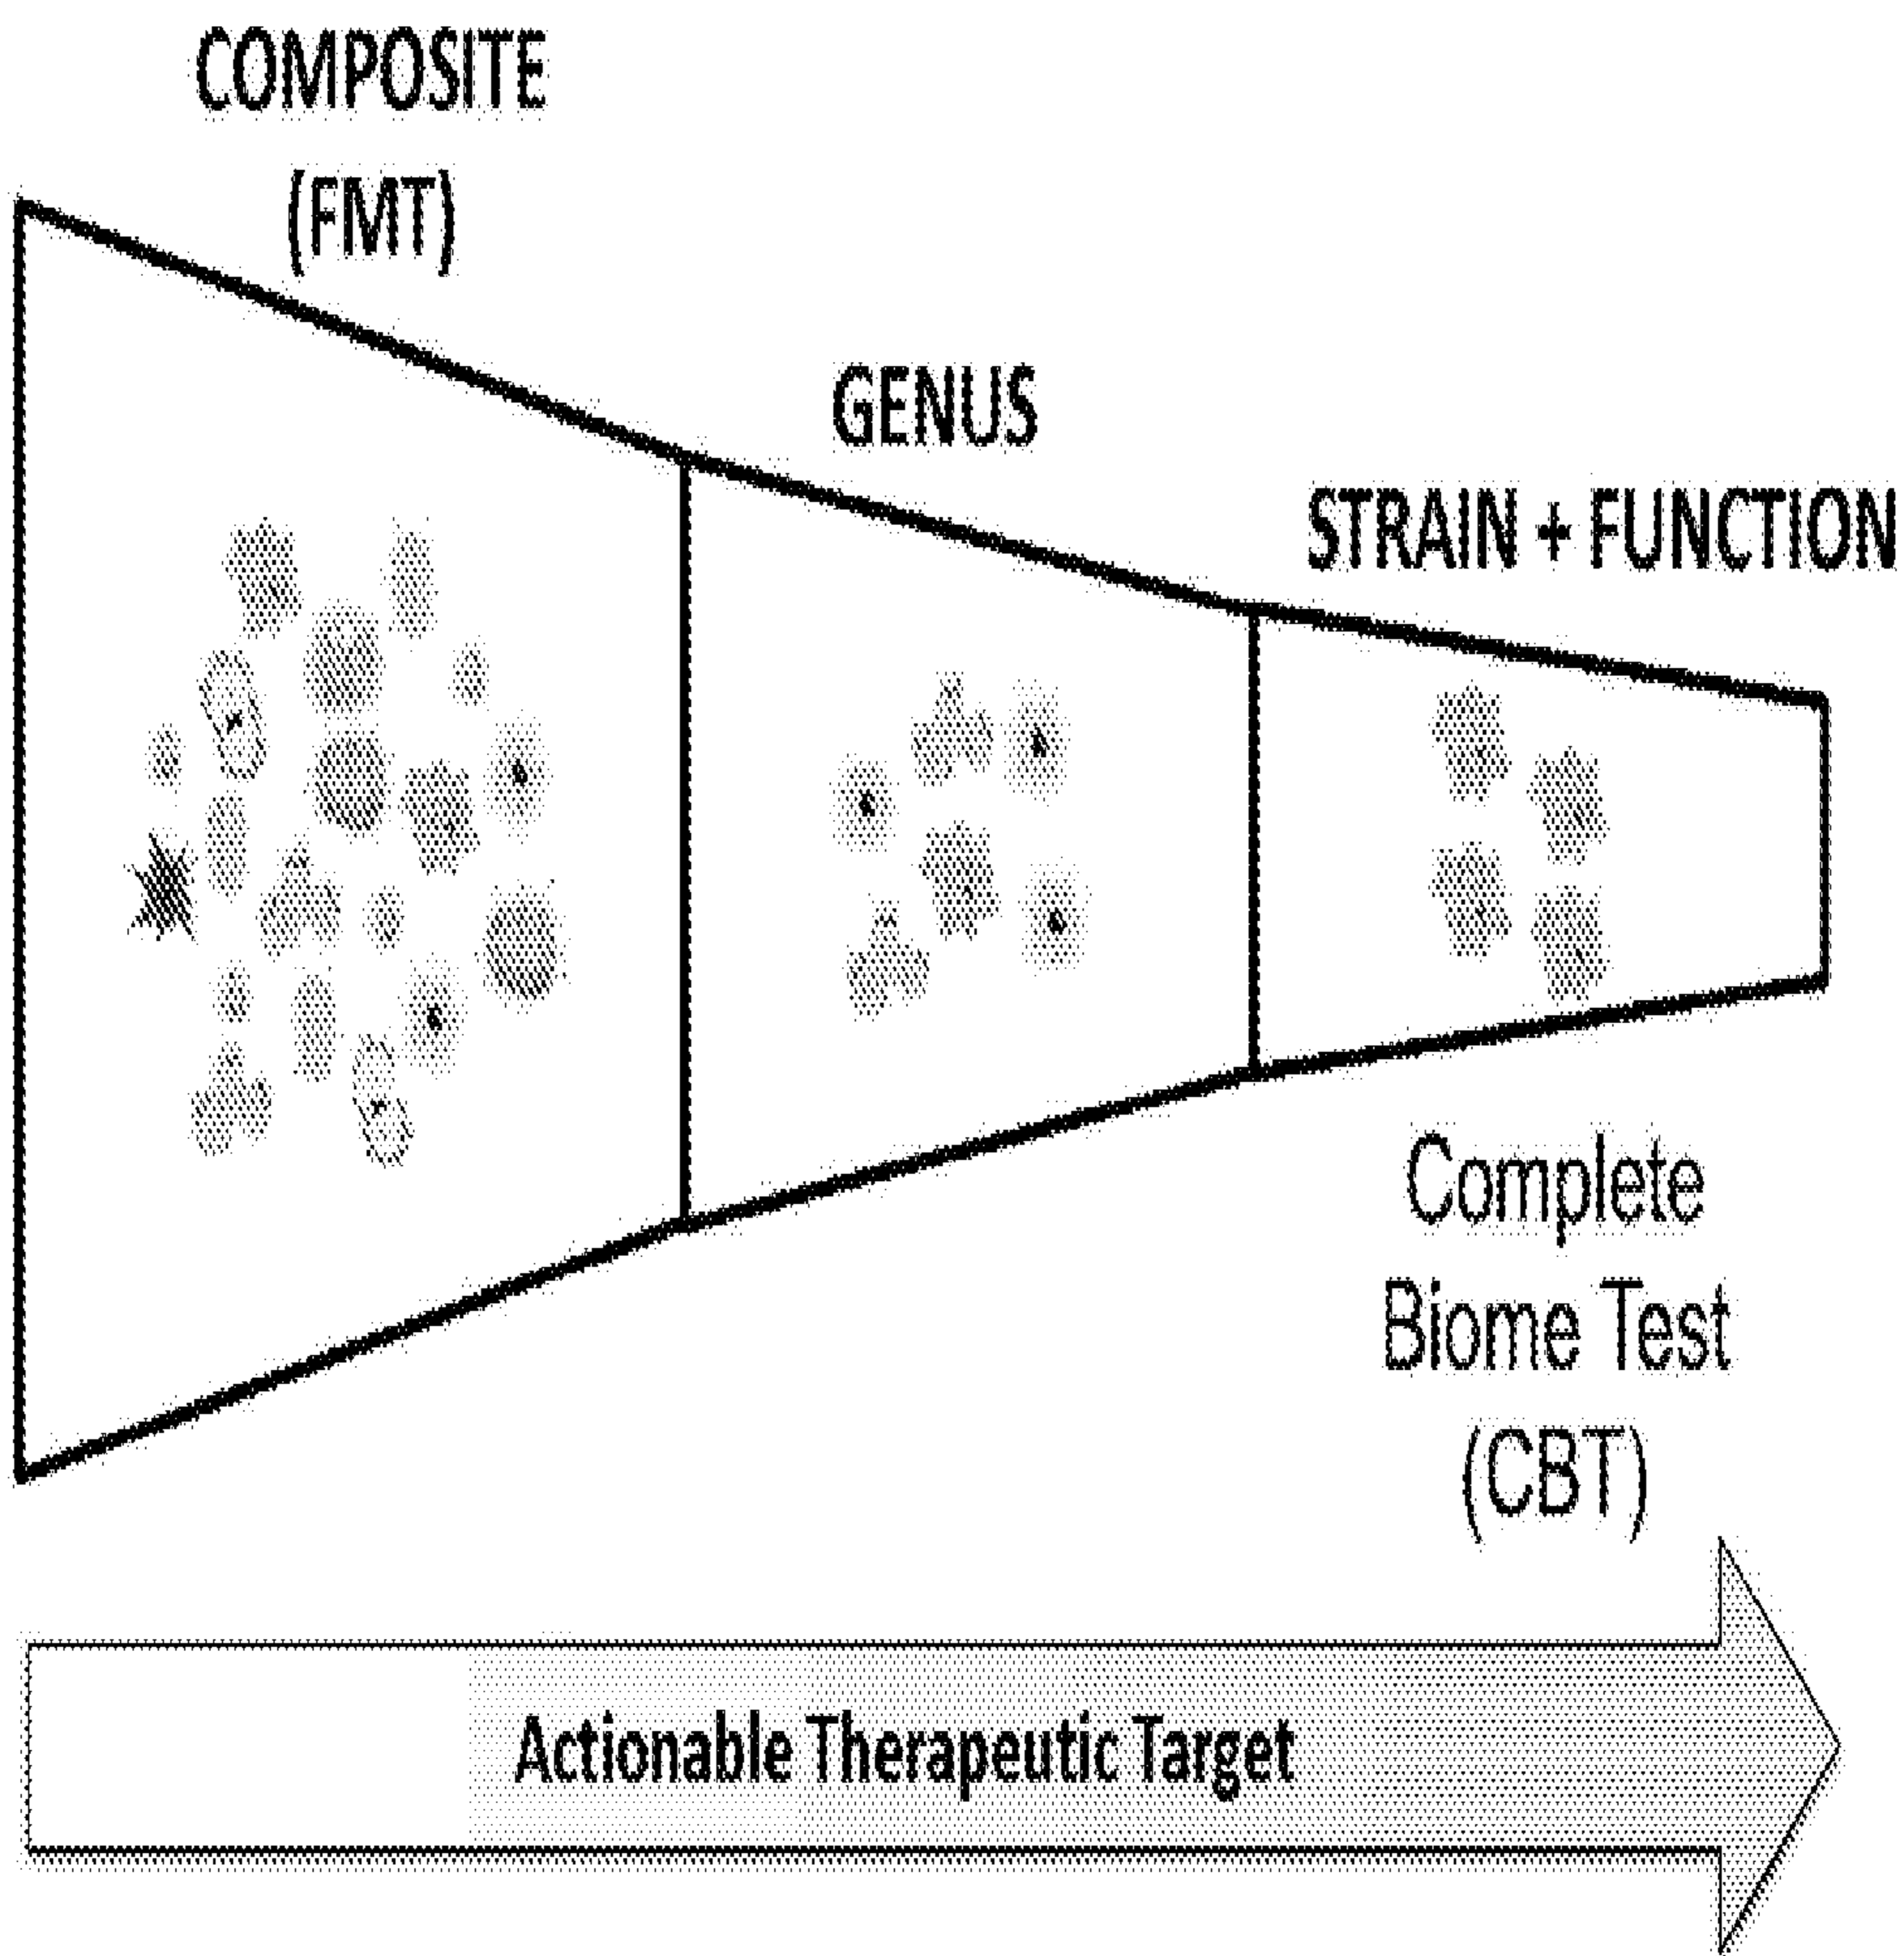 COMPOSITE
(FMT)
GENUS
STRAIN + FUNCTION
Complete
Biome Test
(CBT)
Actionable Therapeutic Target